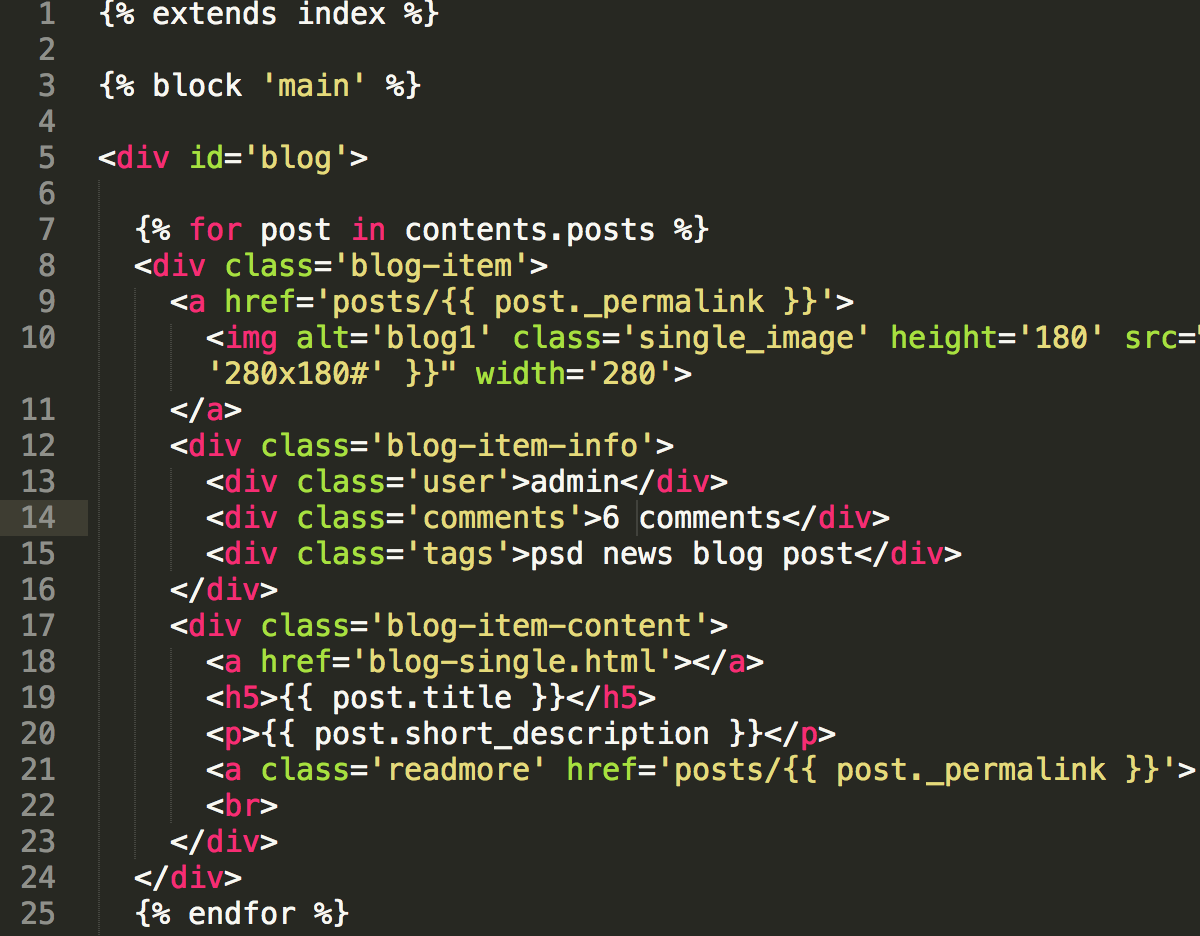 1 {% extends index %}
2
3 {% block 'main' %}
4
5 <div id='blog'>
6
7 {% for post in contents.posts %}
8 <div class='blog-item'>
9 <a href='posts/{{ post._permalink }}'>
10 <img alt='blog1' class='single_image' height='180' src="
'280x180#' }}" width='280'>
11 </a>
12 <div class='blog-item-info'>
13 <div class='user'>admin</div>
14 <div class='comments'>6 comments</div>
15 <div class='tags'>psd news blog post</div>
16 </div>
17 <div class='blog-item-content'>
18 <a href='blog-single.html'></a>
19 <h5>{{ post.title }}</h5>
20 <p>{{ post.short_description }}</p>
21 <a class='readmore' href='posts/{{ post._permalink }}'>
22 <br>
23 </div>
24 </div>
25 {% endfor %}